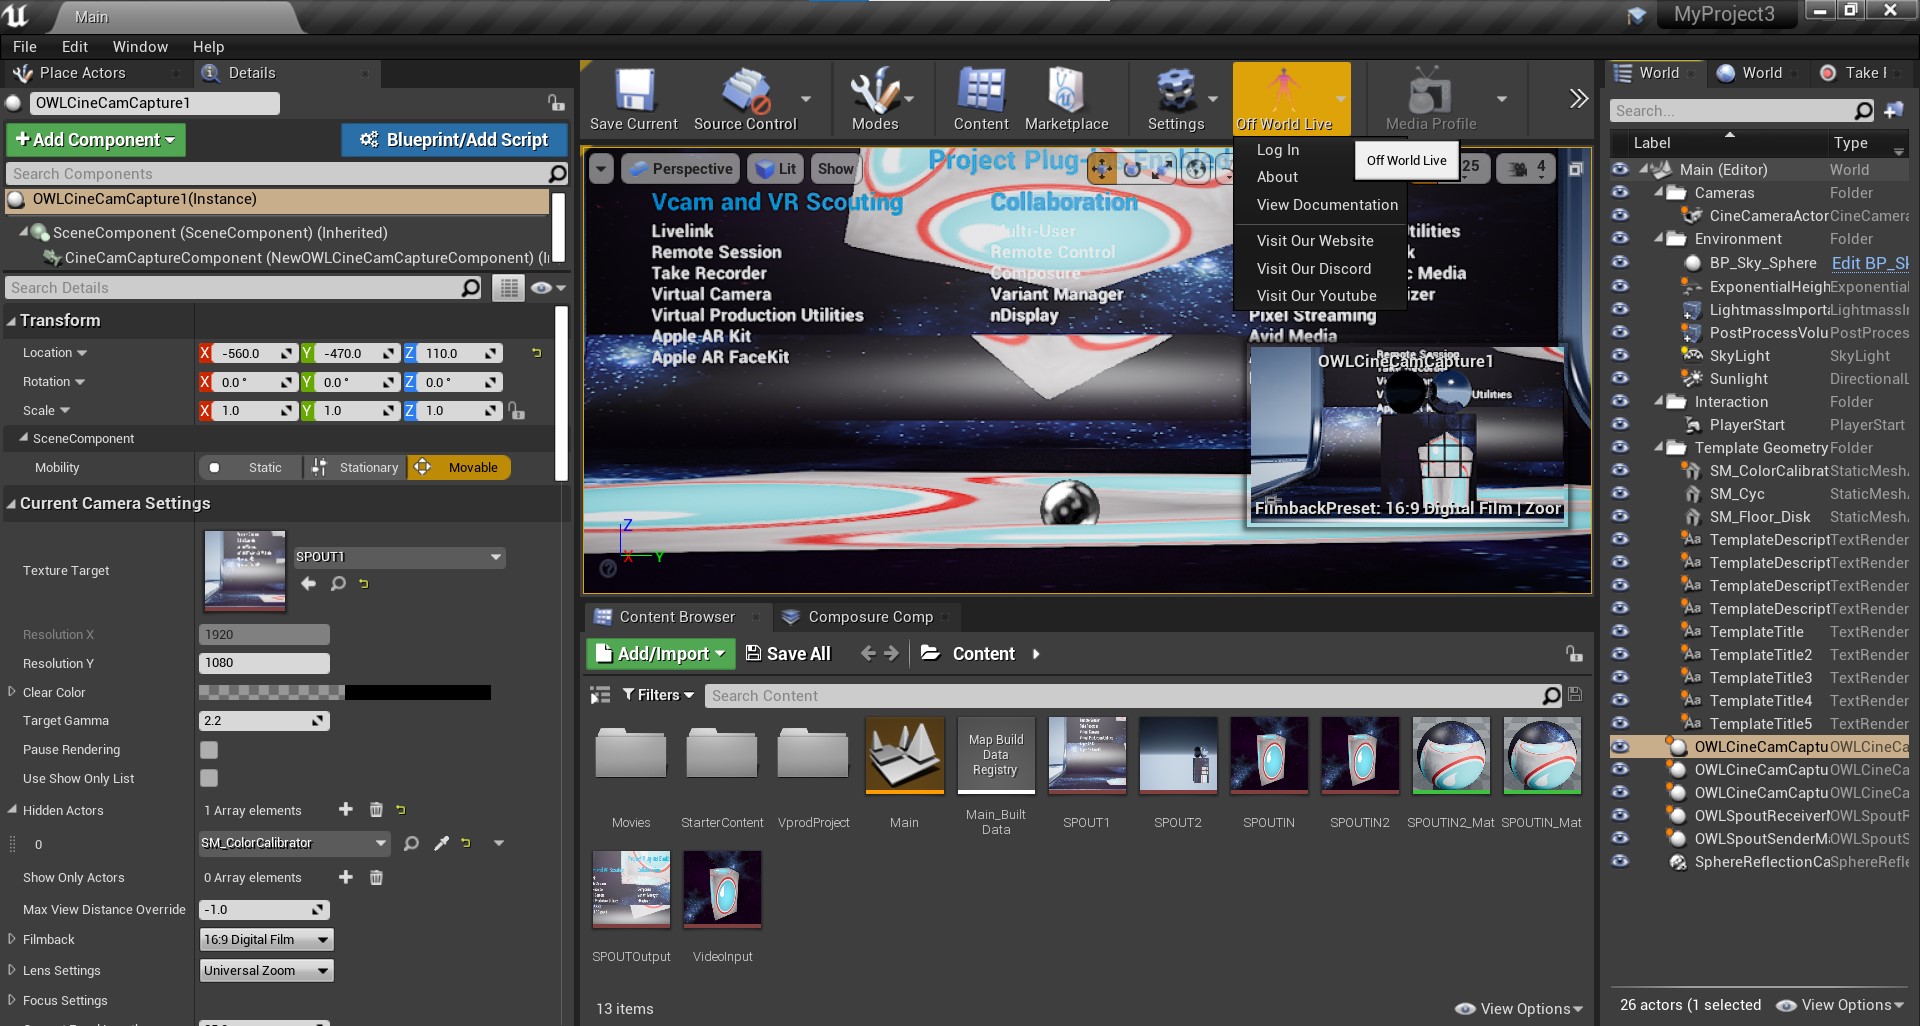 Main
MyProject3
File Edit Window Help
Place Actors
Details
OWLCineCamCapture1
Add Component
Blueprint/Add Script
Search Components
OWLCineCamCapture1(Instance)
SceneComponent (SceneComponent) (Inherited)
CineCamCaptureComponent (NewOWLCineCamCaptureComponent) (I
Search Details
Transform
Location X -560.0 Y -470.0 Z 110.0
Rotation X 0.0 ° Y 0.0 ° Z 0.0 °
Scale X 1.0 Y 1.0 Z 1.0
SceneComponent
Mobility Static Stationary Movable
Current Camera Settings
Texture Target SPOUT1
Resolution X 1920
Resolution Y 1080
Clear Color
Target Gamma 2.2
Pause Rendering
Use Show Only List
Hidden Actors 1 Array elements
0 SM_ColorCalibrator
Show Only Actors 0 Array elements
Max View Distance Override -1.0
Filmback 16:9 Digital Film
Lens Settings Universal Zoom
Focus Settings
Save Current
Source Control
Modes
Content
Marketplace
Settings
Off World Live
Media Profile
Log In
About
View Documentation
Visit Our Website
Visit Our Discord
Visit Our Youtube
Off World Live
Perspective Lit Show 25 4
Project Plug-ins Enabled
Vcam and VR Scouting
Livelink
Remote Session
Take Recorder
Virtual Camera
Virtual Production Utilities
Apple AR Kit
Apple AR FaceKit
Collaboration
Multi-User
Remote Control
Composure
Variant Manager
nDisplay
tilities
c Media
izer
Pixel Streaming
Avid Media
OWLCineCamCapture1
Remote Session
Utilities
FilmbackPreset: 16:9 Digital Film | Zoor
Z
X Y
Content Browser
Composure Comp
Add/Import Save All Content
Filters Search Content
Map Build
Data
Registry
Movies
StarterContent
VprodProject
Main
Main_Built
Data
SPOUT1
SPOUT2
SPOUTIN
SPOUTIN2
SPOUTIN2_Mat
SPOUTIN_Mat
SPOUTOutput
VideoInput
13 items
View Options
World
World
Take
Search...
Label Type
Main (Editor) World
Cameras Folder
CineCameraActor CineCamera
Environment Folder
BP_Sky_Sphere Edit BP_Sk
ExponentialHeigh Exponential
LightmassImporta LightmassIn
PostProcessVolu PostProces
SkyLight SkyLight
Sunlight DirectionalL
Interaction Folder
PlayerStart PlayerStart
Template Geometry Folder
SM_ColorCalibrat StaticMesh
SM_Cyc StaticMesh
SM_Floor_Disk StaticMesh
TemplateDescript TextRender
TemplateDescript TextRender
TemplateDescript TextRender
TemplateDescript TextRender
TemplateTitle TextRender
TemplateTitle2 TextRender
TemplateTitle3 TextRender
TemplateTitle4 TextRender
TemplateTitle5 TextRender
OWLCineCamCaptu OWLCineCa
OWLCineCamCaptu OWLCineCa
OWLCineCamCaptu OWLCineCa
OWLSpoutReceiver OWLSpoutR
OWLSpoutSenderM OWLSpoutS
SphereReflectionCa SphereRefle
26 actors (1 selected View Options